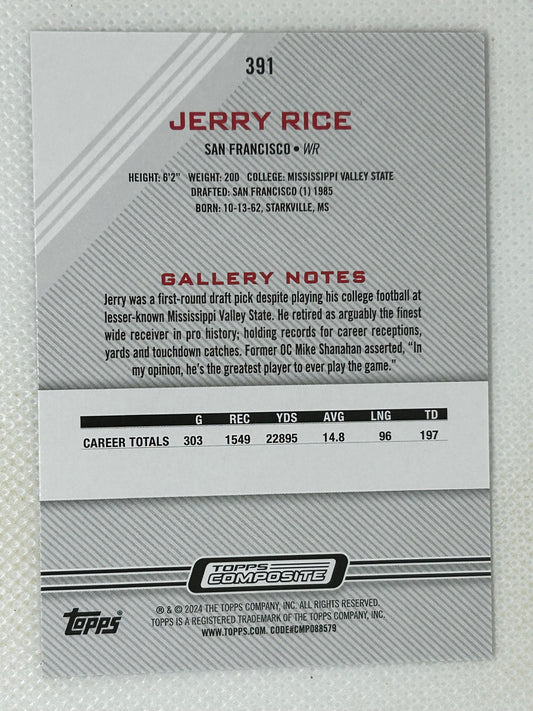 391
JERRY RICE
SAN FRANCISCO • WR
HEIGHT: 6'2" WEIGHT: 200 COLLEGE: MISSISSIPPI VALLEY STATE
DRAFTED: SAN FRANCISCO (1) 1985
BORN: 10-13-62, STARKVILLE, MS
GALLERY NOTES
Jerry was a first-round draft pick despite playing his college football at
lesser-known Mississippi Valley State. He retired as arguably the finest
wide receiver in pro history; holding records for career receptions,
yards and touchdown catches. Former OC Mike Shanahan asserted, “In
my opinion, he's the greatest player to ever play the game.”
G REC YDS AVG LNG TD
CAREER TOTALS 303 1549 22895 14.8 96 197
TOPPS
COMPOSITE
topps®
® & © 2024 THE TOPPS COMPANY, INC. ALL RIGHTS RESERVED.
TOPPS IS A REGISTERED TRADEMARK OF THE TOPPS COMPANY, INC.
WWW.TOPPS.COM. CODE#CMP088579